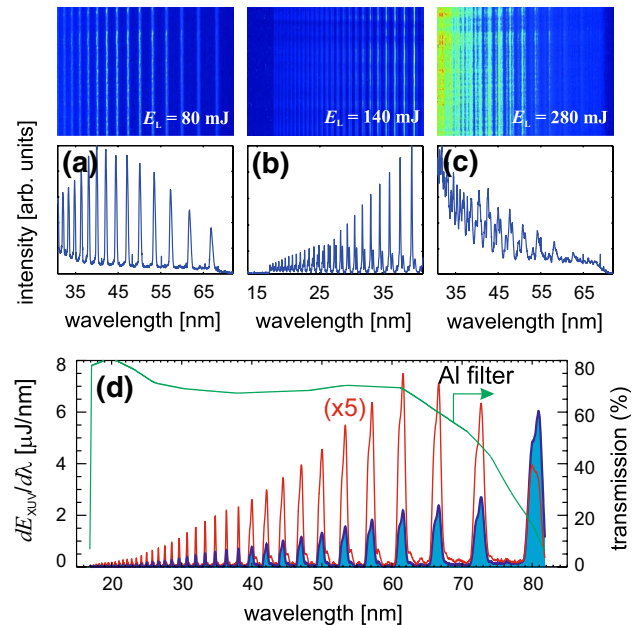 E_L = 80 mJ
E_L = 140 mJ
E_L = 280 mJ
intensity [arb. units]
(a)
(b)
(c)
35 45 55 65
15 25 35
35 45 55 65
wavelength [nm]
wavelength [nm]
wavelength [nm]
(d)
(x5)
Al filter
dE_XUV/dλ [µJ/nm]
8
6
4
2
0
transmission (%)
80
60
40
20
0
20 30 40 50 60 70 80
wavelength [nm]